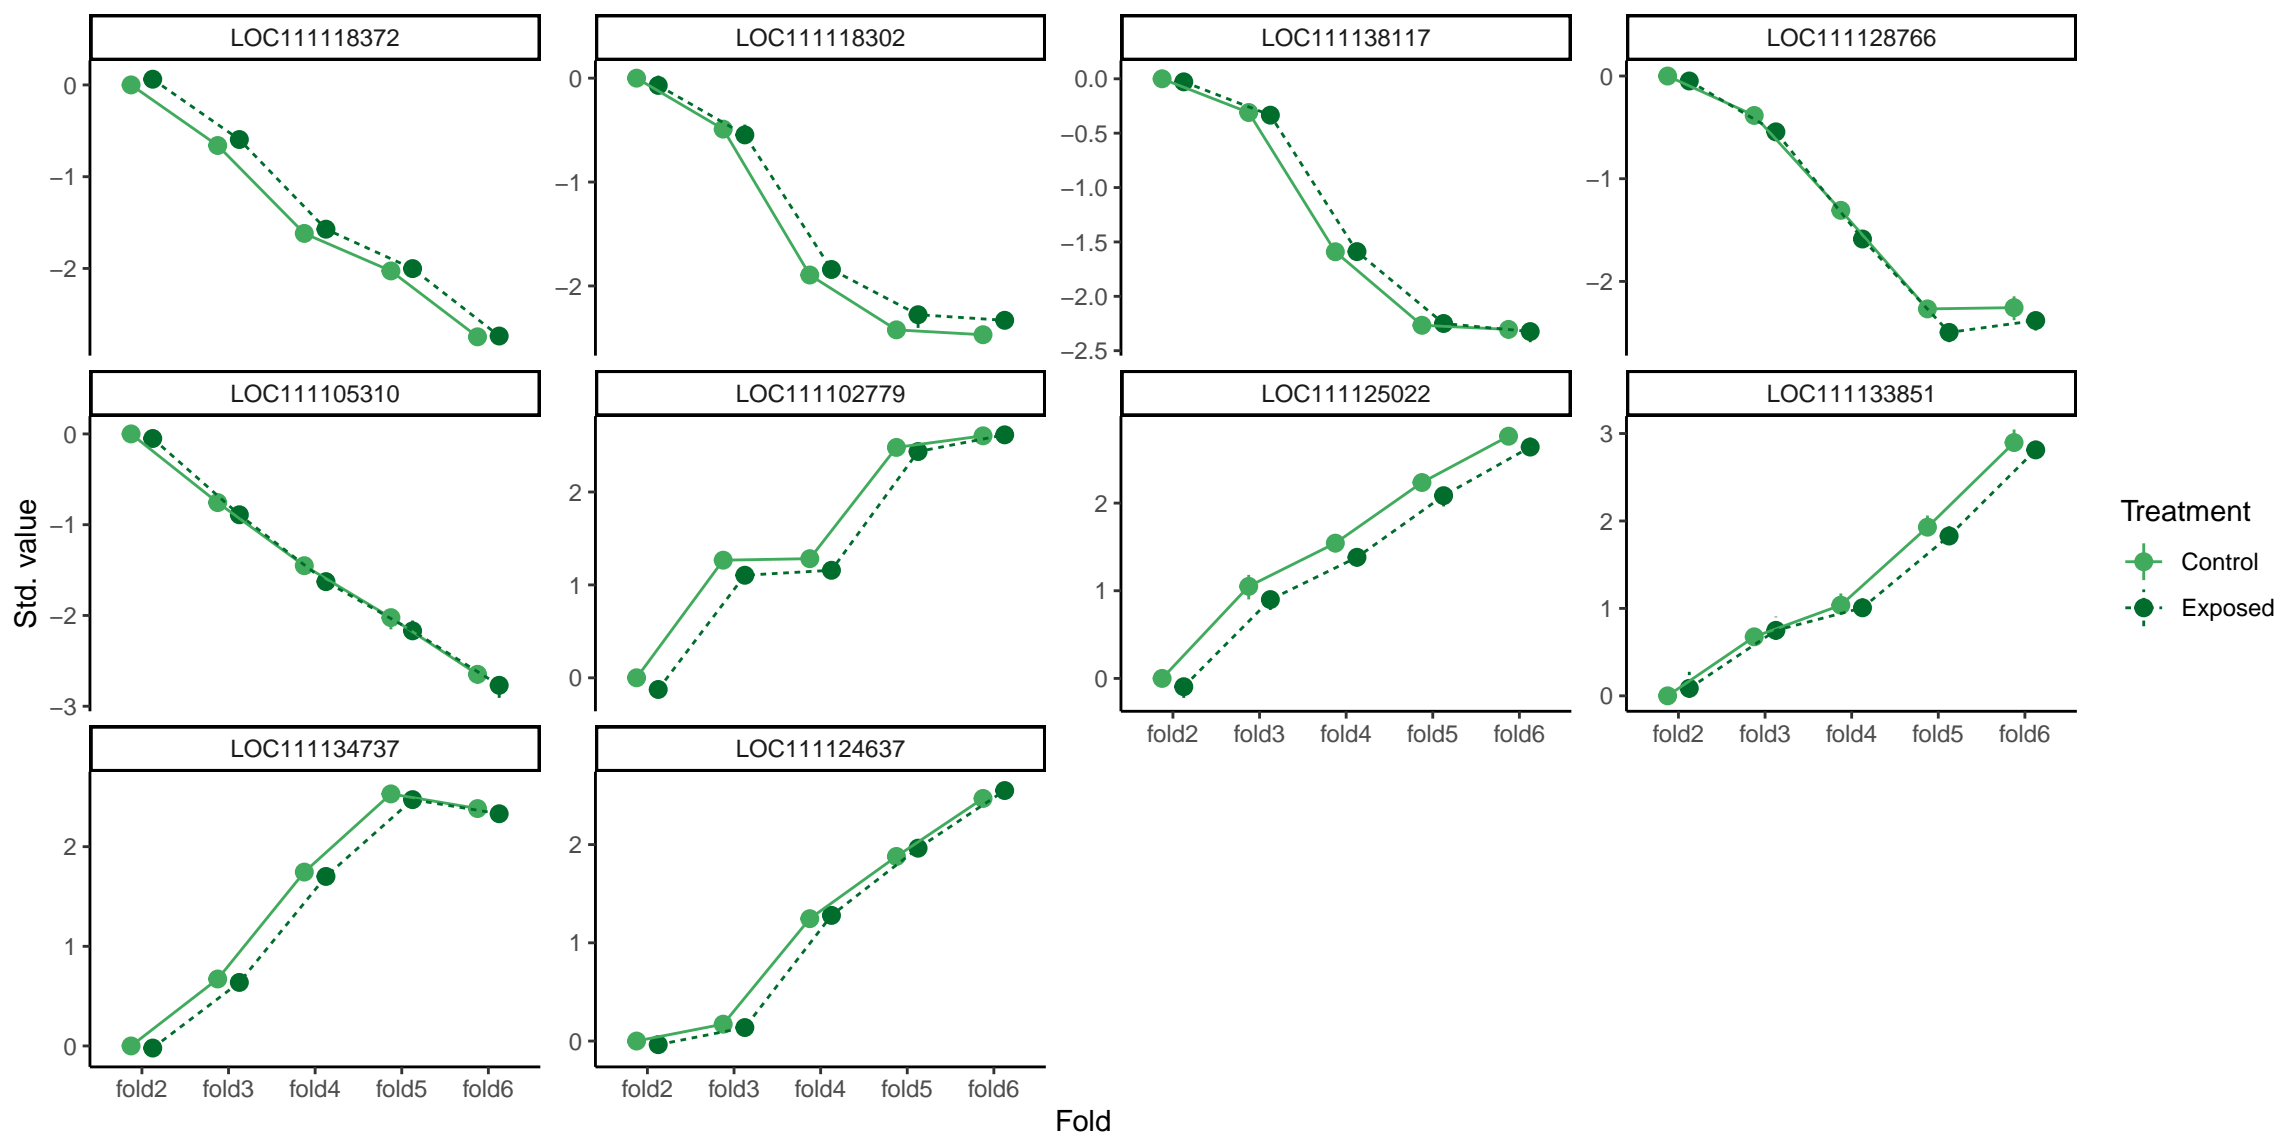 LOC111118372
LOC111118302
LOC111138117
LOC111128766
0
−1
−2
0
−1
−2
0.0
−0.5
−1.0
−1.5
−2.0
−2.5
0
−1
−2
LOC111105310
LOC111102779
LOC111125022
LOC111133851
0
−1
−2
−3
2
1
0
2
1
0
3
2
1
0
fold2 fold3 fold4 fold5 fold6
fold2 fold3 fold4 fold5 fold6
LOC111134737
LOC111124637
2
1
0
2
1
0
fold2 fold3 fold4 fold5 fold6
fold2 fold3 fold4 fold5 fold6
Std. value
Fold
Treatment
Control
Exposed